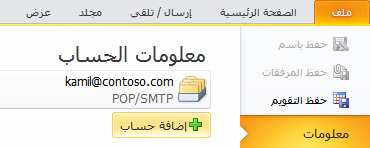 ملف الصفحة الرئيسية إرسال / تلقي مجلد عرض
حفظ باسم
حفظ المرفقات
حفظ التقويم
معلومات
معلومات الحساب
kamil@contoso.com
POP/SMTP
إضافة حساب